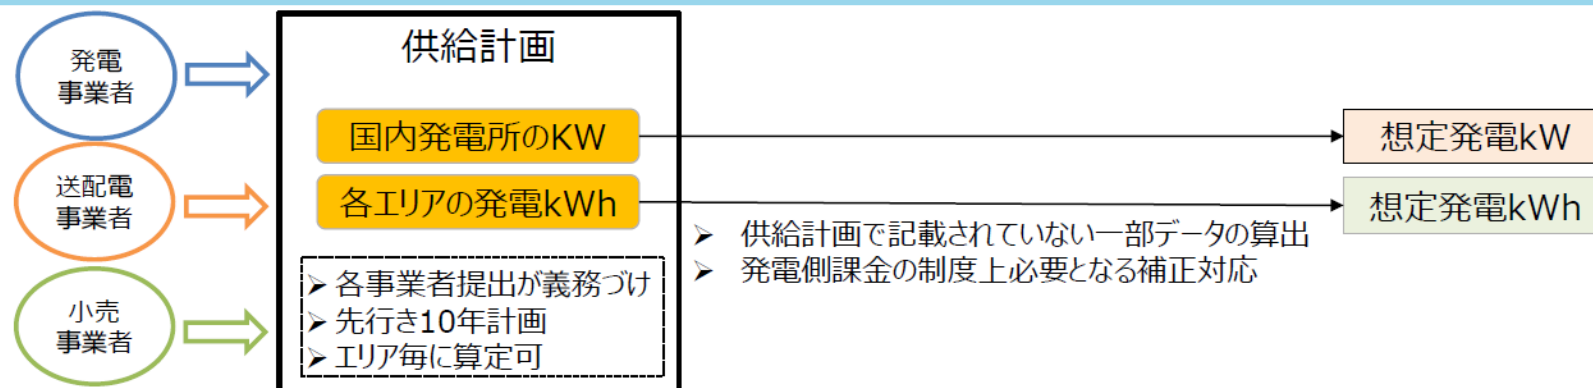 発電
事業者
送配電
事業者
小売
事業者
供給計画
国内発電所のKW
各エリアの発電kWh
➢ 各事業者提出が義務づけ
➢ 先行き10年計画
➢ エリア毎に算定可
➢ 供給計画で記載されていない一部データの算出
➢ 発電側課金の制度上必要となる補正対応
想定発電kW
想定発電kWh